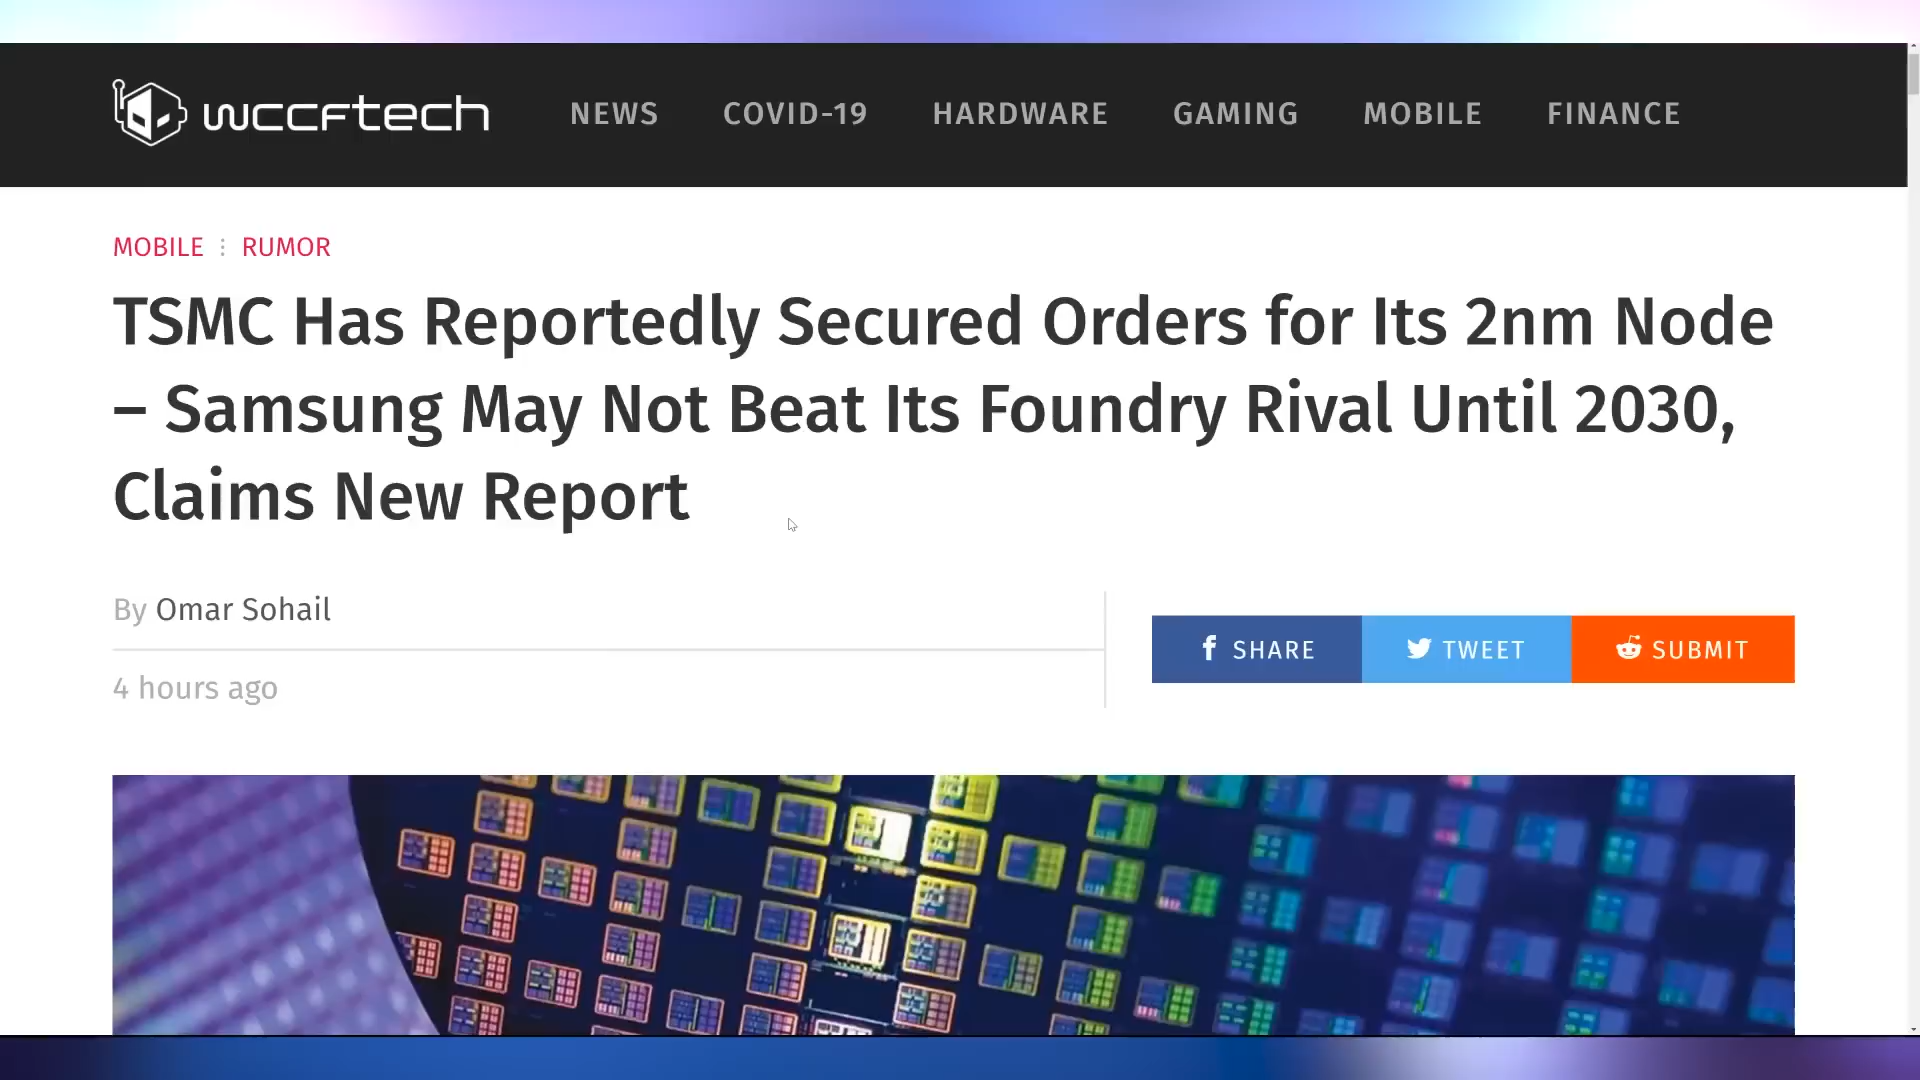 wccftech NEWS COVID-19 HARDWARE GAMING MOBILE FINANCE
MOBILE RUMOR
TSMC Has Reportedly Secured Orders for Its 2nm Node
– Samsung May Not Beat Its Foundry Rival Until 2030,
Claims New Report
By Omar Sohail
4 hours ago
SHARE TWEET SUBMIT